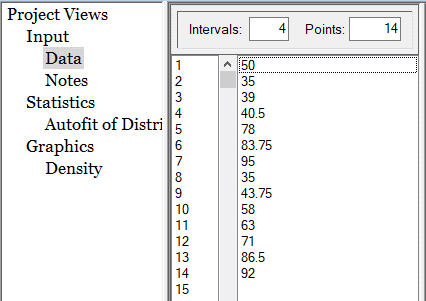 Project Views
Input
Data
Notes
Statistics
Autofit of Distri
Graphics
Density
Intervals: 4 Points: 14
1 50
2 35
3 39
4 40.5
5 78
6 83.75
7 95
8 35
9 43.75
10 58
11 63
12 71
13 86.5
14 92
15